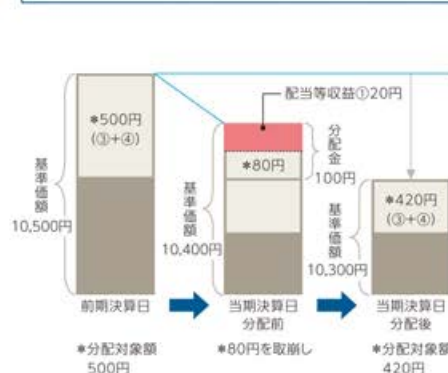 *500円
(③+④)
基準価額
10,500円
前期決算日
*分配対象額
500円
配当等収益①20円
*80円
分配金
100円
基準価額
10,400円
当期決算日
分配前
*80円を取崩し
*420円
(③+④)
基準価額
10,300円
当期決算日
分配後
*分配対象額
420円